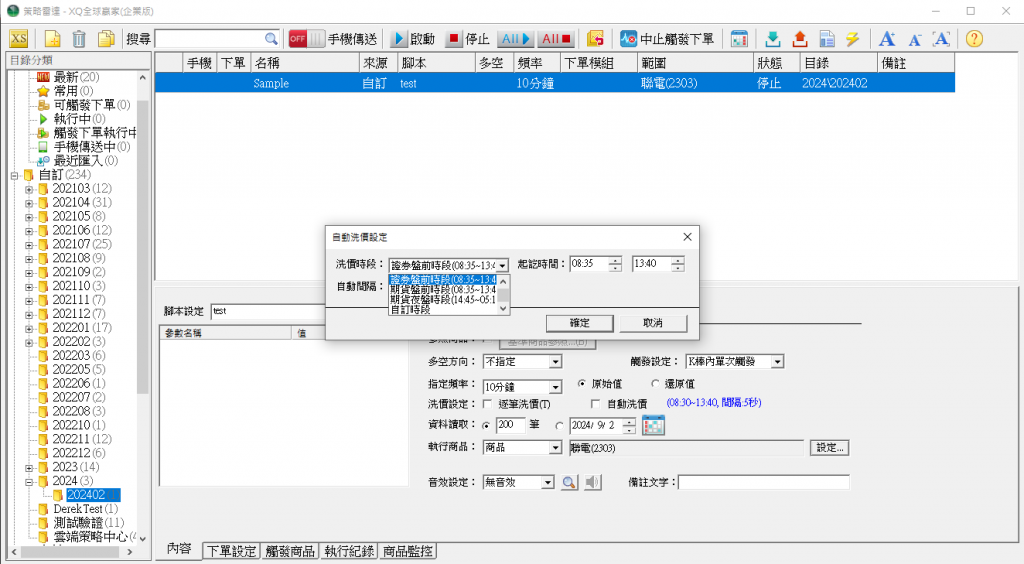 策略雷達 - XQ全球贏家(企業版)
XS 搜尋 OFF 手機傳送 啟動 停止 All All 中止觸發下單 A A A ?
目錄分類
手機 下單 名稱 來源 腳本 多空 頻率 下單模組 範圍 狀態 目錄 備註
Sample 自訂 test 10分鐘 聯電(2303) 停止 2024\202402
最新(20)
常用(0)
可觸發下單(0)
執行中(0)
觸發下單執行中
手機傳送中(0)
最近匯入(0)
自訂(234)
202103(12)
202104(31)
202105(8)
202106(12)
202107(25)
202108(9)
202109(2)
202110(3)
202111(7)
202112(7)
202201(17)
202202(3)
202203(6)
202205(5)
202206(1)
202207(2)
202208(3)
202210(1)
202211(12)
202212(6)
2023(14)
2024(3)
202402
DerekTest(1)
測試驗證(11)
雲端策略中心(4
自動洗價設定
洗價時段： 證券盤前時段(08:35~13:4 起訖時間： 08:35 13:40
證券盤前時段(08:35~13:4
期貨盤前時段(08:35~13:4
期貨夜盤時段(14:45~05:1
自訂時段
自動間隔：
確定 取消
腳本設定 test
參數名稱 值
多空方向： 不指定 觸發設定： K棒內單次觸發
指定頻率： 10分鐘 原始值 還原值
洗價設定： 逐筆洗價(T) 自動洗價 (08:30~13:40, 間隔:5秒)
資料讀取： 200 筆 2024/ 9/ 2
執行商品： 商品 聯電(2303) 設定...
音效設定： 無音效 備註文字：
內容 下單設定 觸發商品 執行紀錄 商品監控